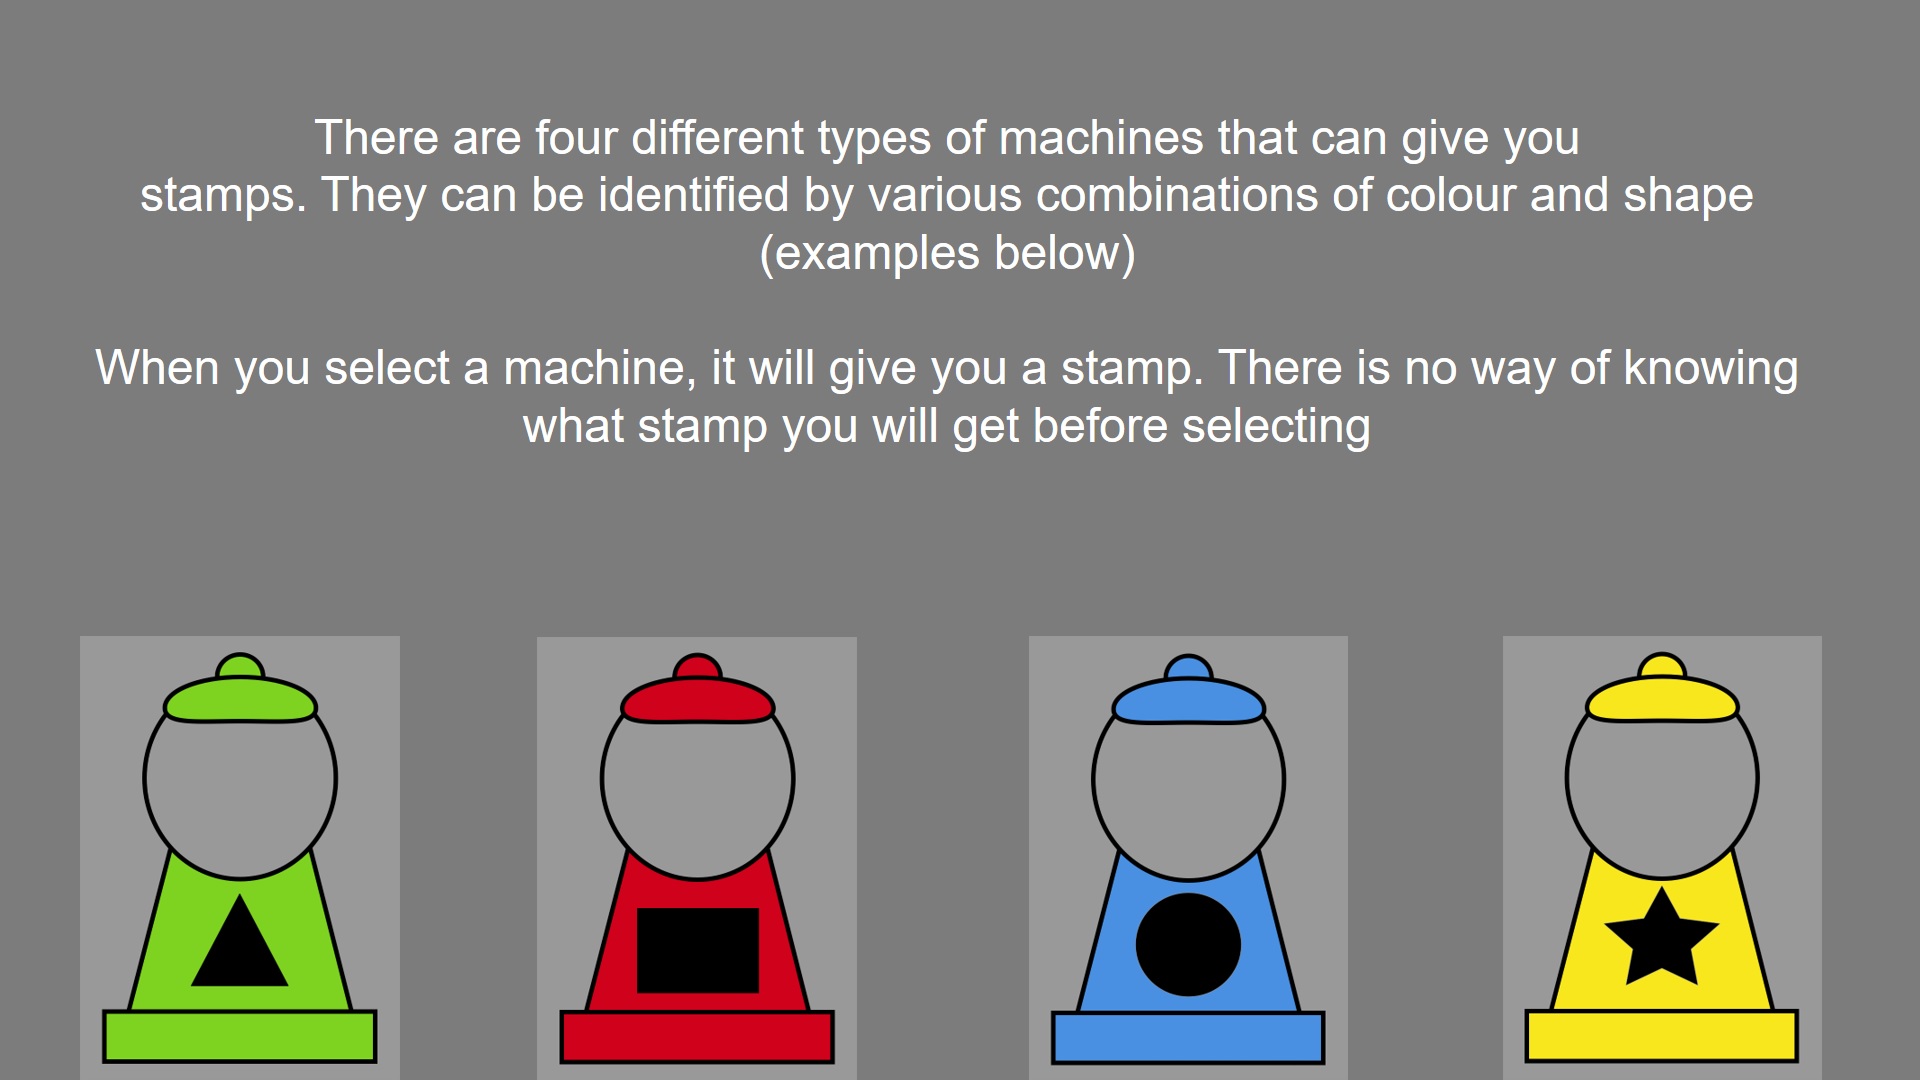 There are four different types of machines that can give you
stamps. They can be identified by various combinations of colour and shape
(examples below)
When you select a machine, it will give you a stamp. There is no way of knowing
what stamp you will get before selecting